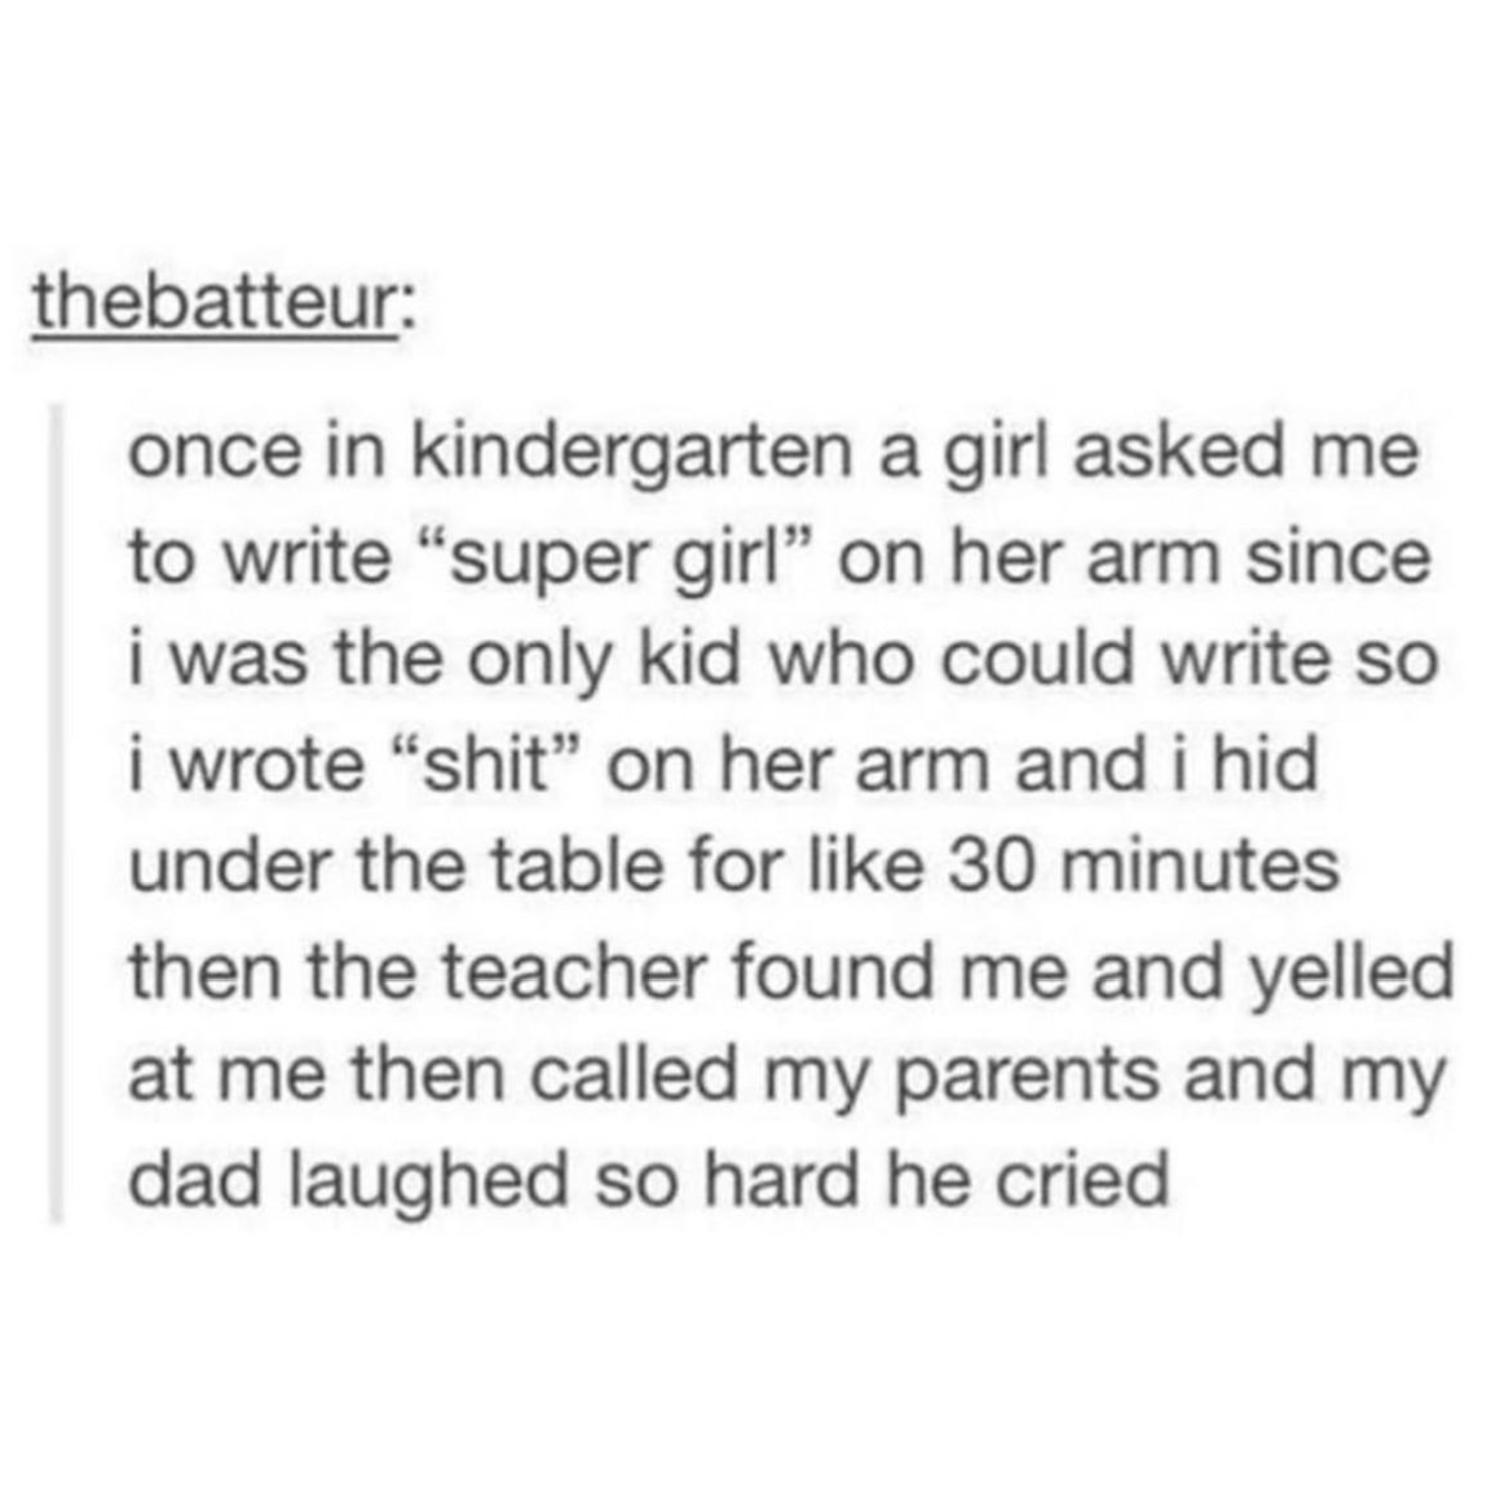 thebatteur:
once in kindergarten a girl asked me
to write “super girl” on her arm since
i was the only kid who could write so
i wrote “shit” on her arm and i hid
under the table for like 30 minutes
then the teacher found me and yelled
at me then called my parents and my
dad laughed so hard he cried